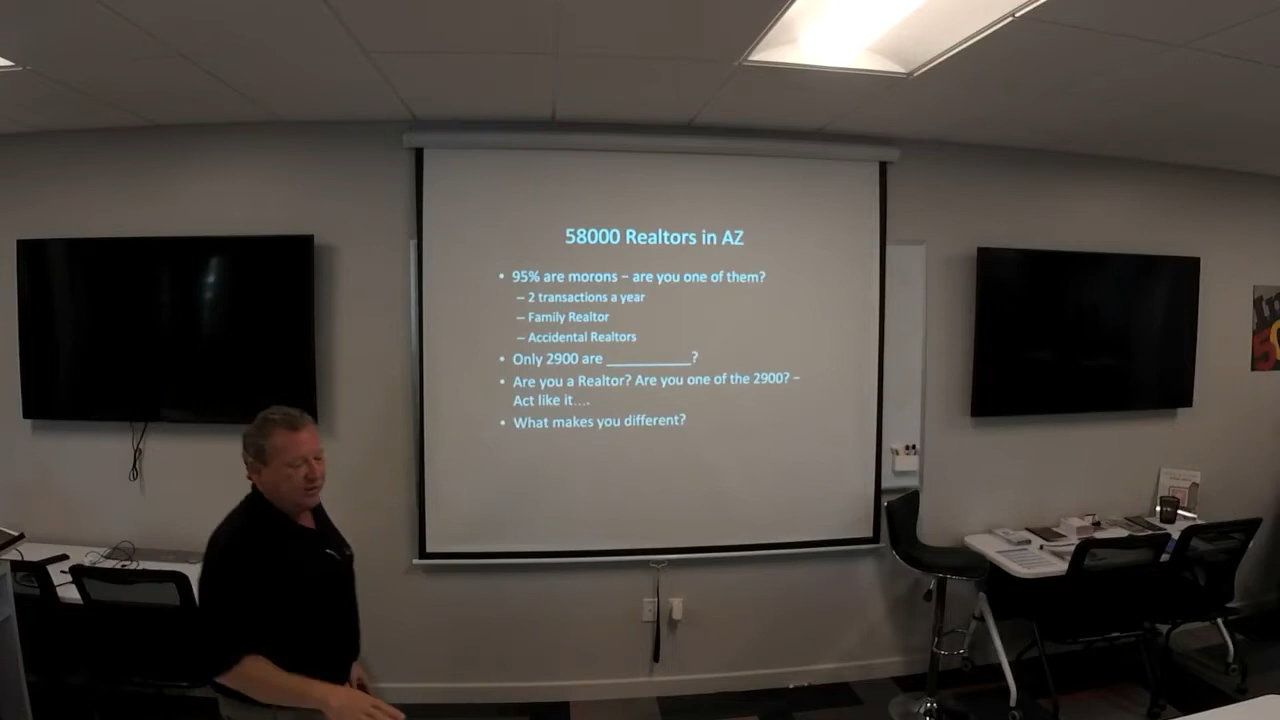 58000 Realtors in AZ
• 95% are morons – are you one of them?
– 2 transactions a year
– Family Realtor
– Accidental Realtors
• Only 2900 are __________?
• Are you a Realtor? Are you one of the 2900? –
Act like it….
• What makes you different?